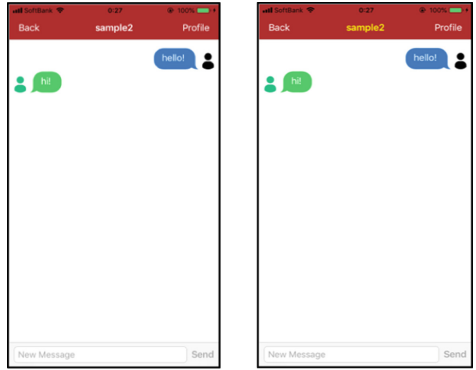 SoftBank 0:27 100%
Back sample2 Profile
hello!
hi!
New Message Send
SoftBank 0:27 100%
Back sample2 Profile
hello!
hi!
New Message Send